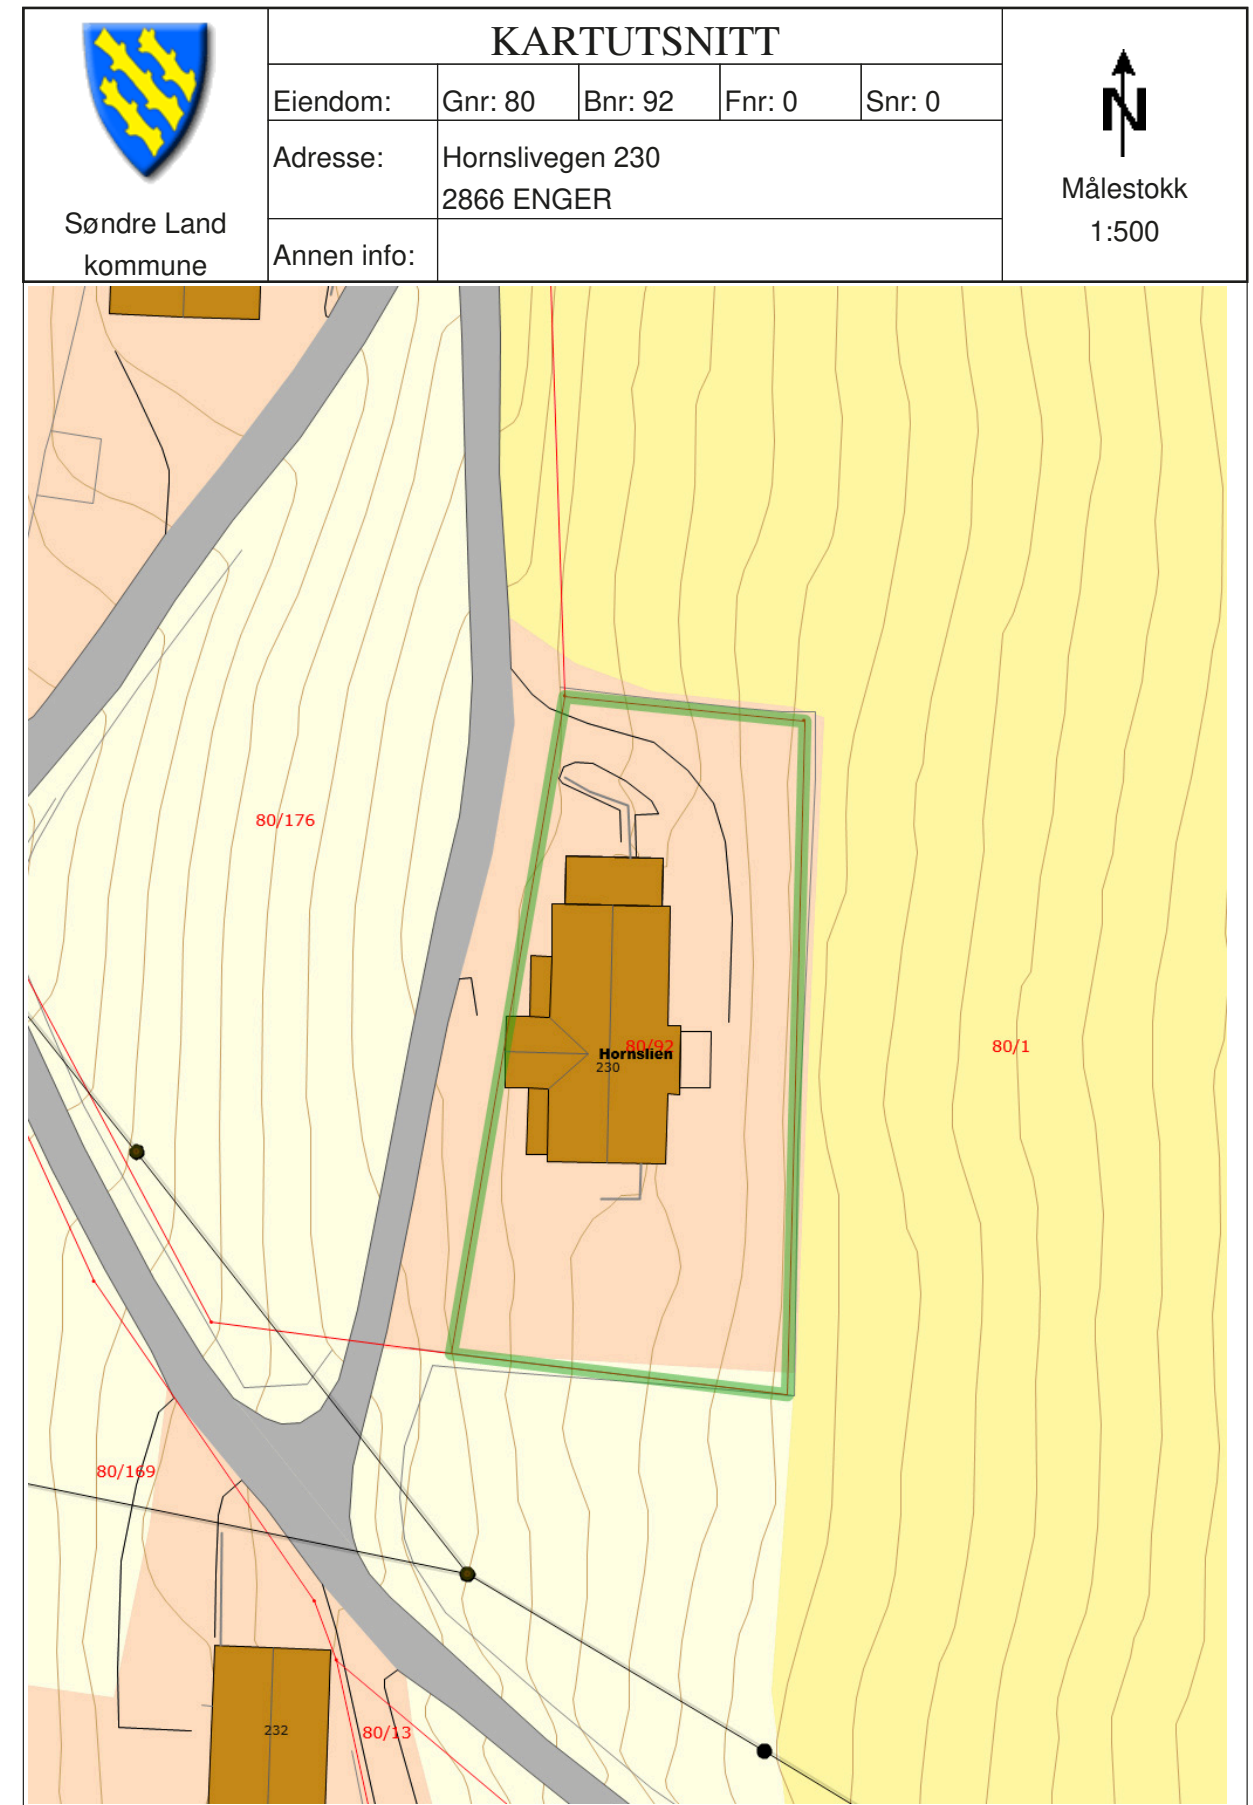 KARTUTSNITT
Eiendom: Gnr: 80 Bnr: 92 Fnr: 0 Snr: 0
Adresse: Hornslivegen 230
2866 ENGER
Annen info:
Søndre Land
kommune
N
Målestokk
1:500
80/176
80/92
Hornslien
230
80/1
80/169
232
80/13